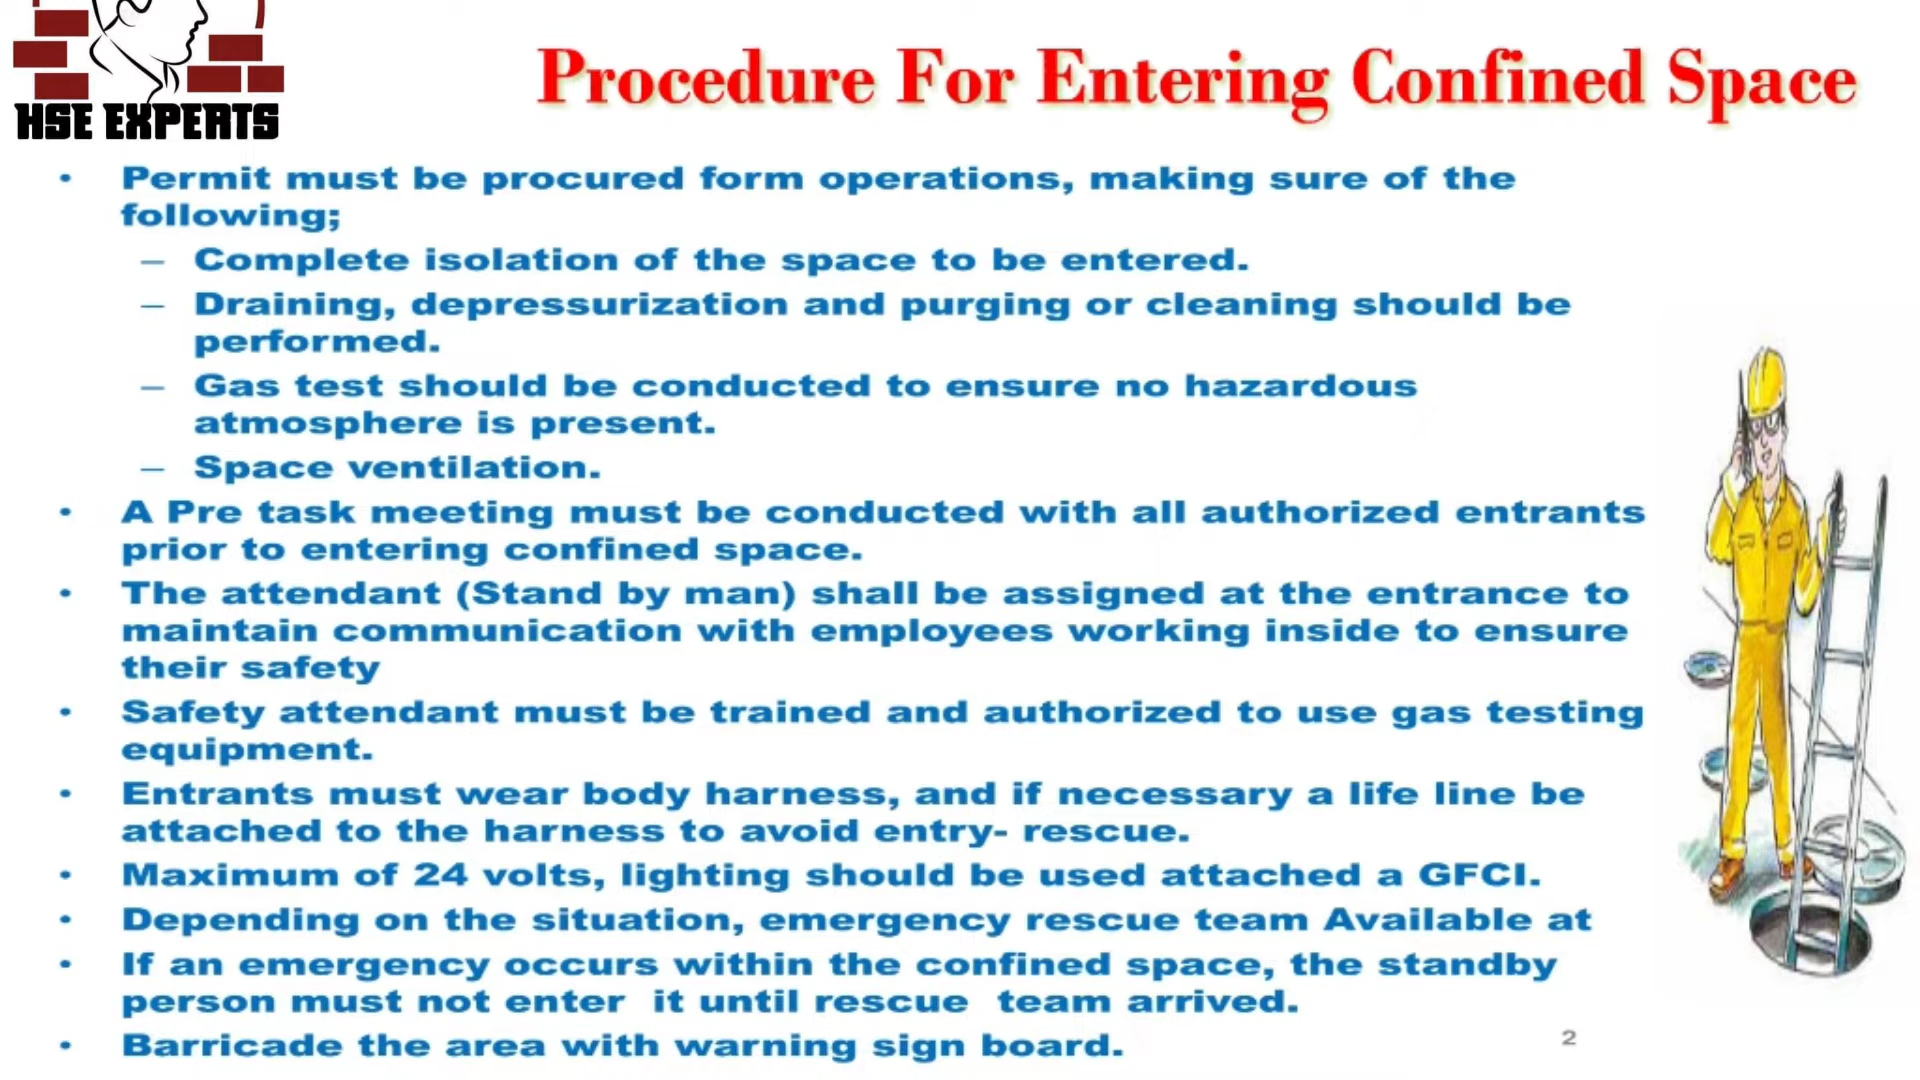 HSE EXPERTS
Procedure For Entering Confined Space
• Permit must be procured form operations, making sure of the
following;
– Complete isolation of the space to be entered.
– Draining, depressurization and purging or cleaning should be
performed.
– Gas test should be conducted to ensure no hazardous
atmosphere is present.
– Space ventilation.
• A Pre task meeting must be conducted with all authorized entrants
prior to entering confined space.
• The attendant (Stand by man) shall be assigned at the entrance to
maintain communication with employees working inside to ensure
their safety
• Safety attendant must be trained and authorized to use gas testing
equipment.
• Entrants must wear body harness, and if necessary a life line be
attached to the harness to avoid entry- rescue.
• Maximum of 24 volts, lighting should be used attached a GFCI.
• Depending on the situation, emergency rescue team Available at
• If an emergency occurs within the confined space, the standby
person must not enter it until rescue team arrived.
• Barricade the area with warning sign board.
2